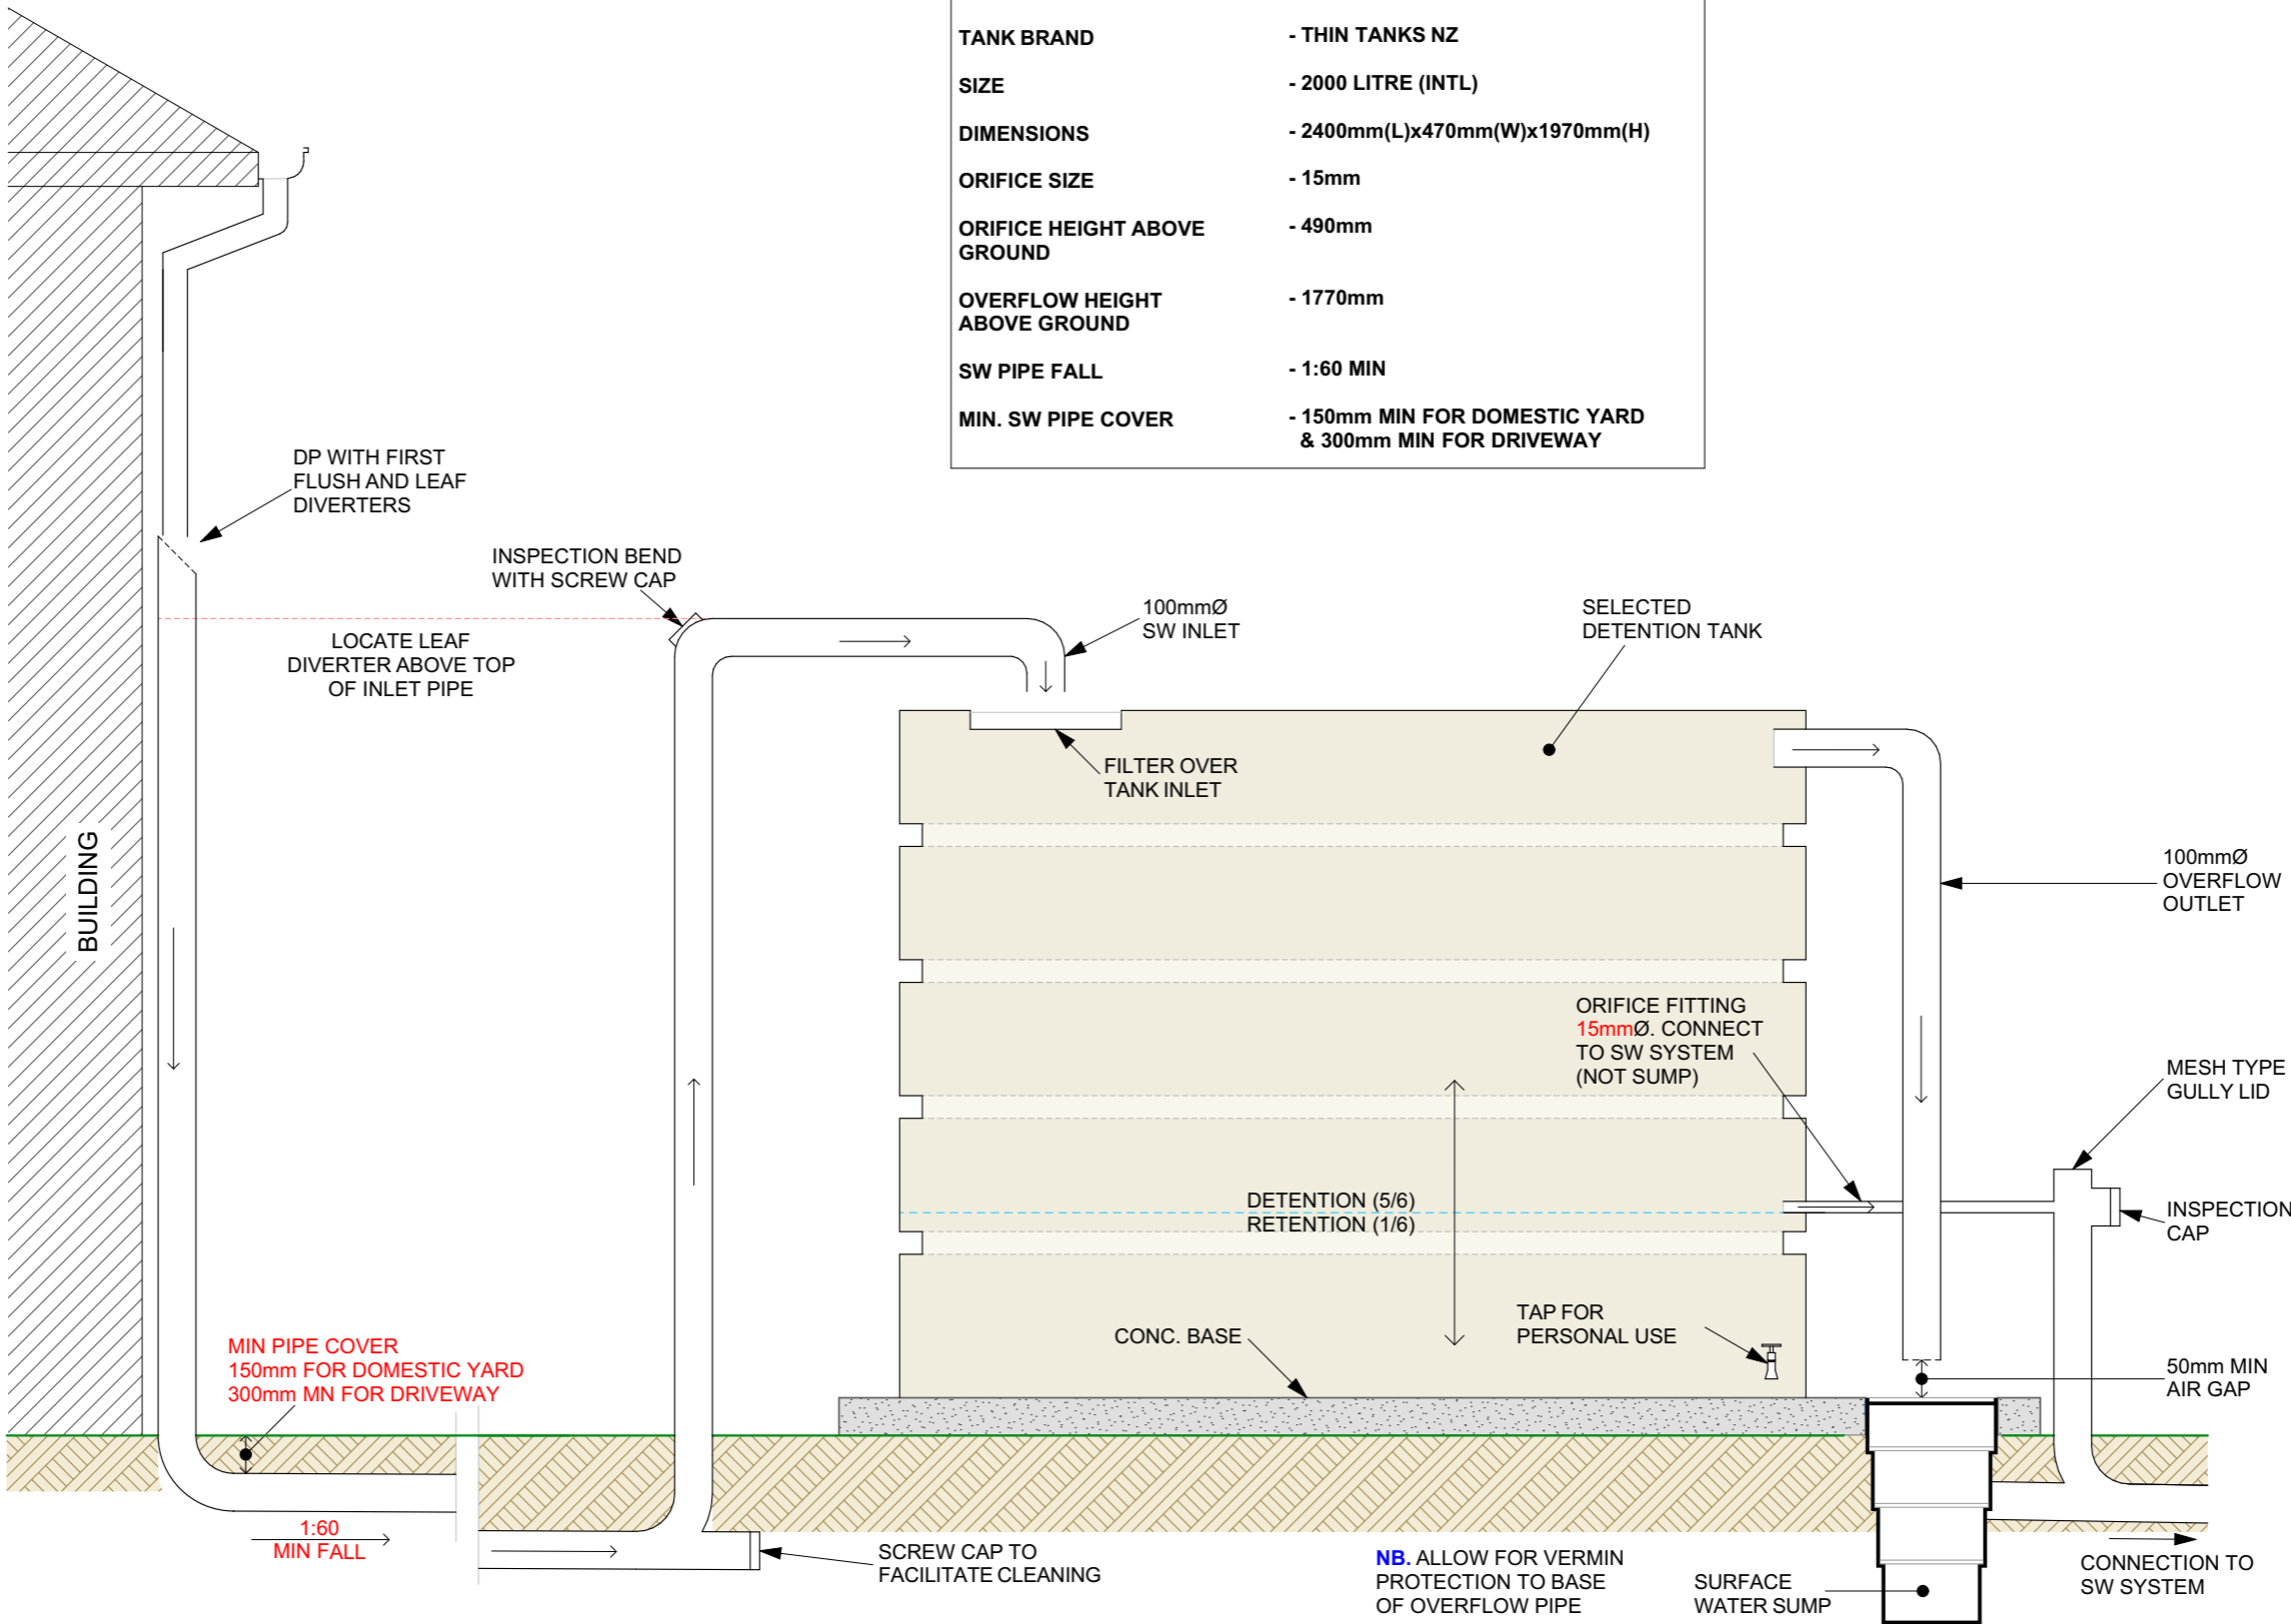 TANK BRAND - THIN TANKS NZ
SIZE - 2000 LITRE (INTL)
DIMENSIONS - 2400mm(L)x470mm(W)x1970mm(H)
ORIFICE SIZE - 15mm
ORIFICE HEIGHT ABOVE - 490mm
GROUND
OVERFLOW HEIGHT - 1770mm
ABOVE GROUND
SW PIPE FALL - 1:60 MIN
MIN. SW PIPE COVER - 150mm MIN FOR DOMESTIC YARD
& 300mm MIN FOR DRIVEWAY
DP WITH FIRST
FLUSH AND LEAF
DIVERTERS
INSPECTION BEND
WITH SCREW CAP
LOCATE LEAF
DIVERTER ABOVE TOP
OF INLET PIPE
100mmØ
SW INLET
SELECTED
DETENTION TANK
FILTER OVER
TANK INLET
BUILDING
100mmØ
OVERFLOW
OUTLET
ORIFICE FITTING
15mmØ. CONNECT
TO SW SYSTEM
(NOT SUMP)
MESH TYPE
GULLY LID
DETENTION (5/6)
RETENTION (1/6)
INSPECTION
CAP
TAP FOR
PERSONAL USE
CONC. BASE
MIN PIPE COVER
150mm FOR DOMESTIC YARD
300mm MN FOR DRIVEWAY
50mm MIN
AIR GAP
1:60
MIN FALL
SCREW CAP TO
FACILITATE CLEANING
NB. ALLOW FOR VERMIN
PROTECTION TO BASE
OF OVERFLOW PIPE
SURFACE
WATER SUMP
CONNECTION TO
SW SYSTEM